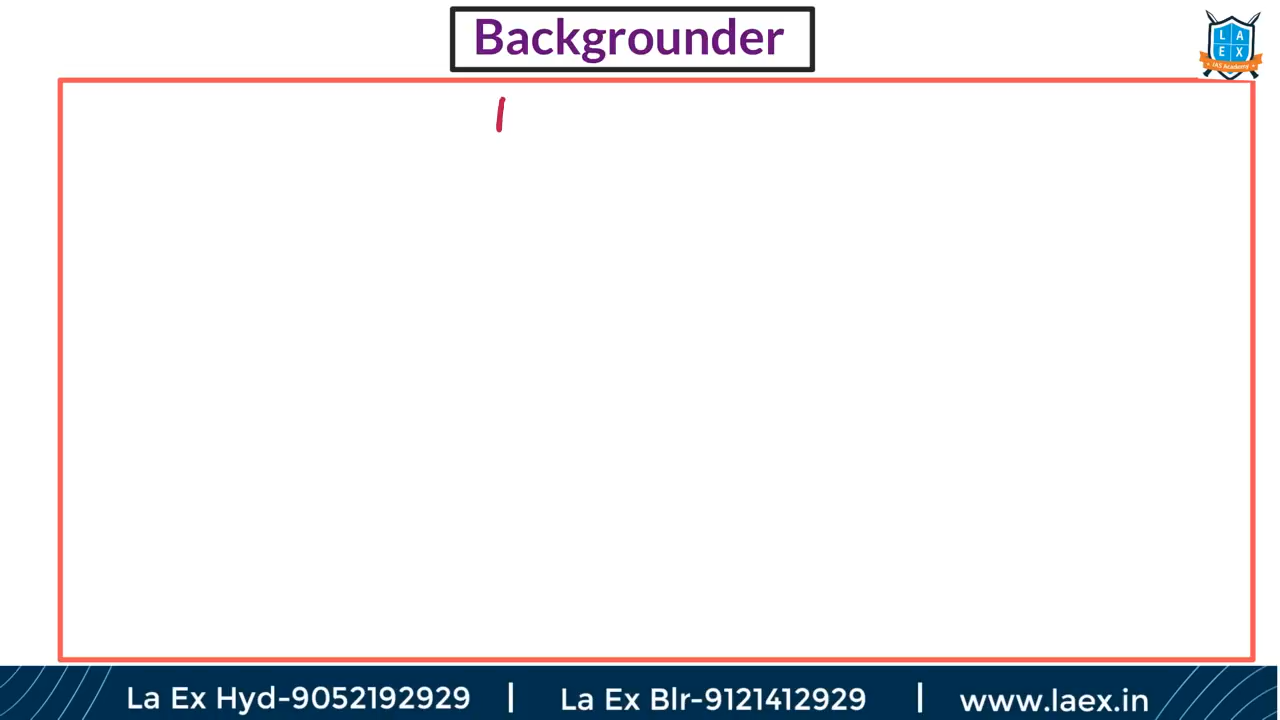 Backgrounder
L A
E X
IAS Academy
La Ex Hyd-9052192929 | La Ex Blr-9121412929 | www.laex.in